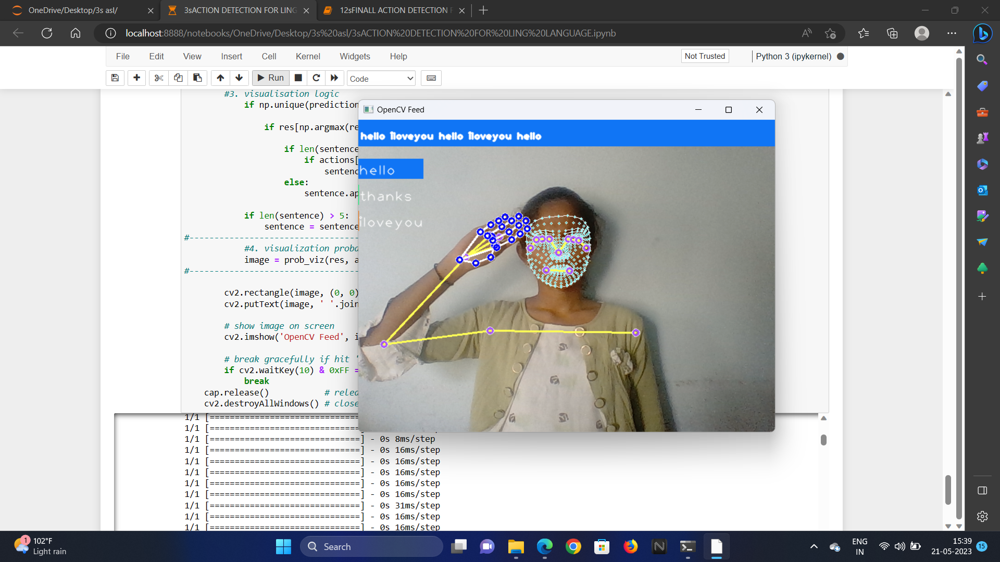 OneDrive/Desktop/3s asl/
3sACTION DETECTION FOR LING
12sFINALL ACTION DETECTION F
localhost:8888/notebooks/OneDrive/Desktop/3s%20asl/3sACTION%20DETECTION%20FOR%20LING%20LANGUAGE.ipynb
File Edit View Insert Cell Kernel Widgets Help
Not Trusted
Python 3 (ipykernel)
Run
Code
#3. visualisation logic
if np.unique(prediction
if res[np.argmax(re
if len(sentence
if actions[
sentenc
else:
sentence.ap
if len(sentence) > 5:
sentence = sentence
#----------------------------------
#4. visualization proba
image = prob_viz(res, a
#----------------------------------
cv2.rectangle(image, (0, 0)
cv2.putText(image, ' '.join
# show image on screen
cv2.imshow('OpenCV Feed', i
# break gracefully if hit '
if cv2.waitKey(10) & 0xFF =
break
cap.release() # relea
cv2.destroyAllWindows() # close
OpenCV Feed
hello iloveyou hello iloveyou hello
hello
thanks
iloveyou
1/1 [=============================
1/1 [=============================
1/1 [==============================] - 0s 8ms/step
1/1 [==============================] - 0s 16ms/step
1/1 [==============================] - 0s 16ms/step
1/1 [==============================] - 0s 16ms/step
1/1 [==============================] - 0s 16ms/step
1/1 [==============================] - 0s 16ms/step
1/1 [==============================] - 0s 31ms/step
1/1 [==============================] - 0s 16ms/step
1/1 [==============================] - 0s 16ms/step
1
102°F
Light rain
Search
ENG
IN
15:39
21-05-2023
15